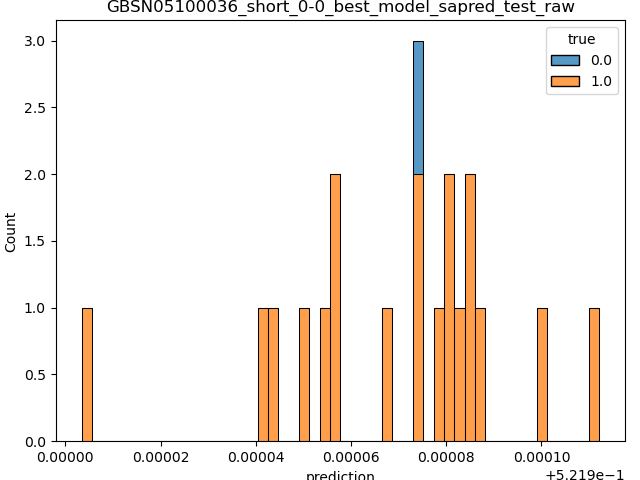 GBSN05100036_short_0-0_best_model_sapred_test_raw
3.0
2.5
2.0
1.5
1.0
0.5
0.0
Count
true
0.0
1.0
0.00000 0.00002 0.00004 0.00006 0.00008 0.00010
prediction
+5.219e−1